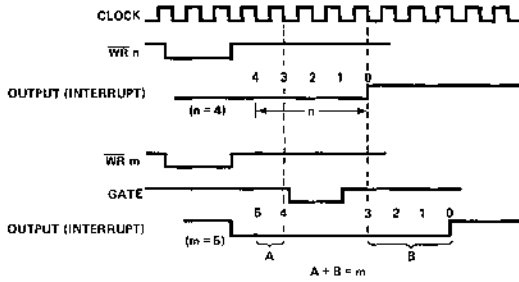 CLOCK
WR n
4 3 2 1 0
OUTPUT (INTERRUPT)
(n = 4)
n
WR m
GATE
5 4 3 2 1 0
OUTPUT (INTERRUPT)
(m = 5)
A B
A + B = m